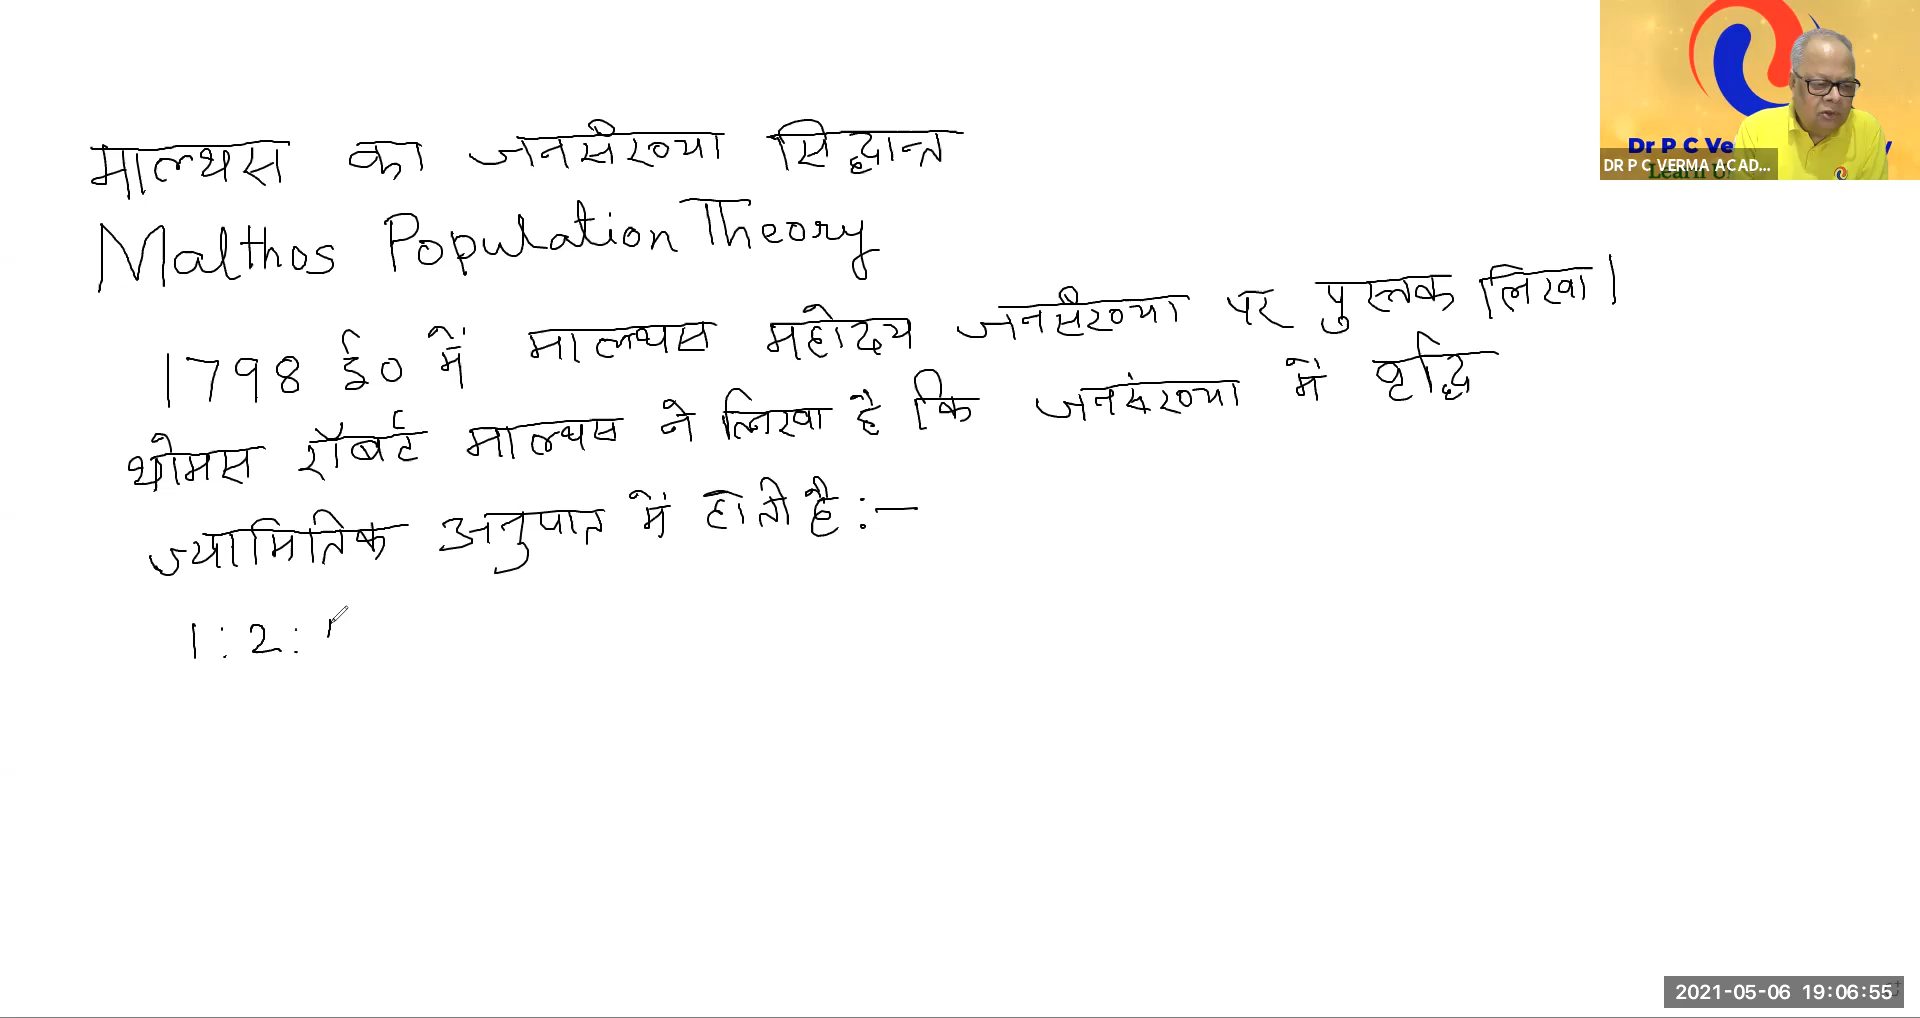 माल्थस का जनसंख्या सिद्धान्त
Malthos Population Theory
1798 ई० में माल्थस महोदय जनसंख्या पर पुस्तक लिखा।
थोमस रॉबर्ट माल्थस ने लिखा है कि जनसंख्या में वृद्धि
ज्यामितिक अनुपात में होती है:-
1:2:
Dr P C Ve
DR P C VERMA ACAD...
2021-05-06 19:06:55